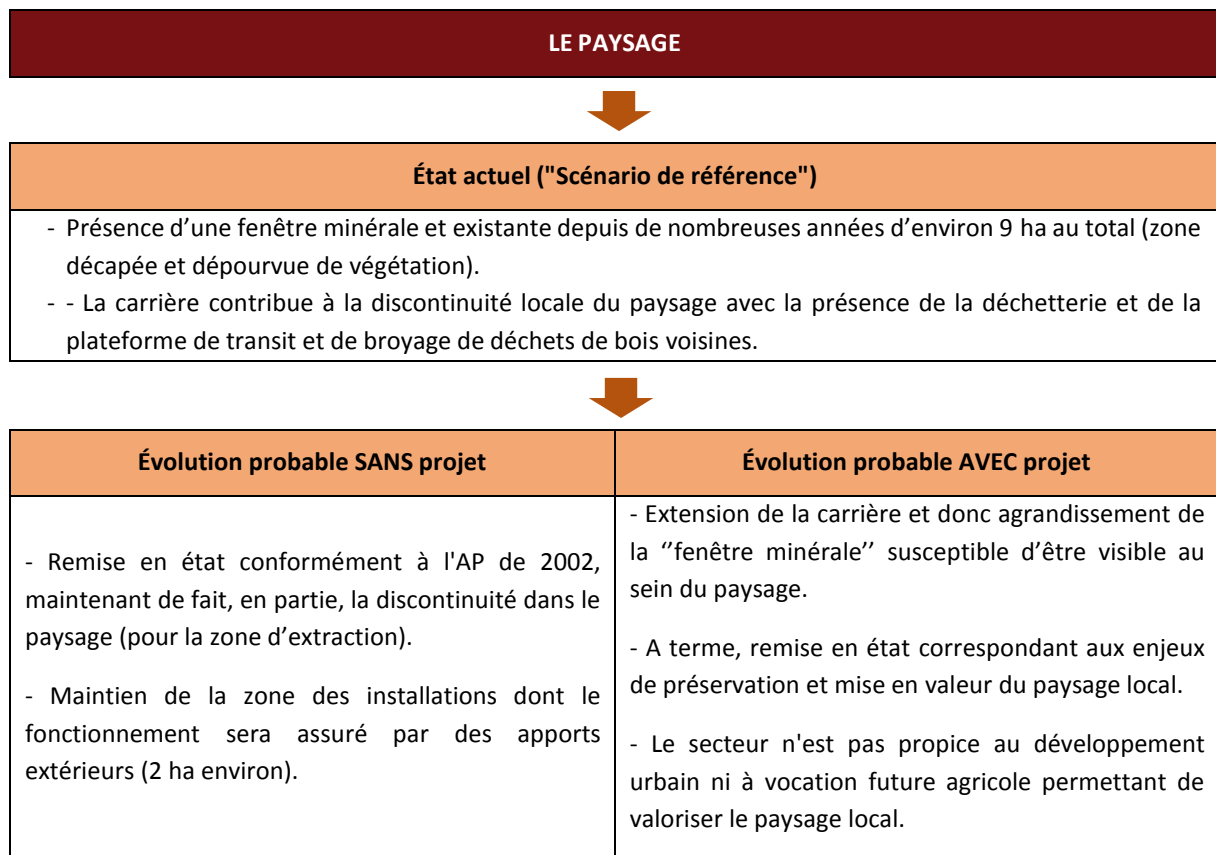 LE PAYSAGE
État actuel ("Scénario de référence")
- Présence d’une fenêtre minérale et existante depuis de nombreuses années d’environ 9 ha au total (zone
décapée et dépourvue de végétation).
- - La carrière contribue à la discontinuité locale du paysage avec la présence de la déchetterie et de la
plateforme de transit et de broyage de déchets de bois voisines.
Évolution probable SANS projet
- Remise en état conformément à l'AP de 2002,
maintenant de fait, en partie, la discontinuité dans le
paysage (pour la zone d’extraction).
- Maintien de la zone des installations dont le
fonctionnement sera assuré par des apports
extérieurs (2 ha environ).
Évolution probable AVEC projet
- Extension de la carrière et donc agrandissement de
la ‘’fenêtre minérale’’ susceptible d’être visible au
sein du paysage.
- A terme, remise en état correspondant aux enjeux
de préservation et mise en valeur du paysage local.
- Le secteur n'est pas propice au développement
urbain ni à vocation future agricole permettant de
valoriser le paysage local.